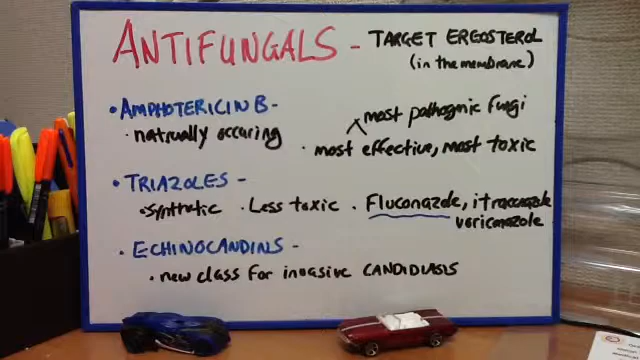 ANTIFUNGALS - TARGET ERGOSTEROL
(in the membrane)
• AMPHOTERICIN B -
• natrually occuring
most pathogenic fungi
• most effective, most toxic
• TRIAZOLES -
• synthetic • Less toxic • Fluconazole, itraconazole
voriconazole
• ECHINOCANDINS -
• new class for invasive CANDIDIASIS